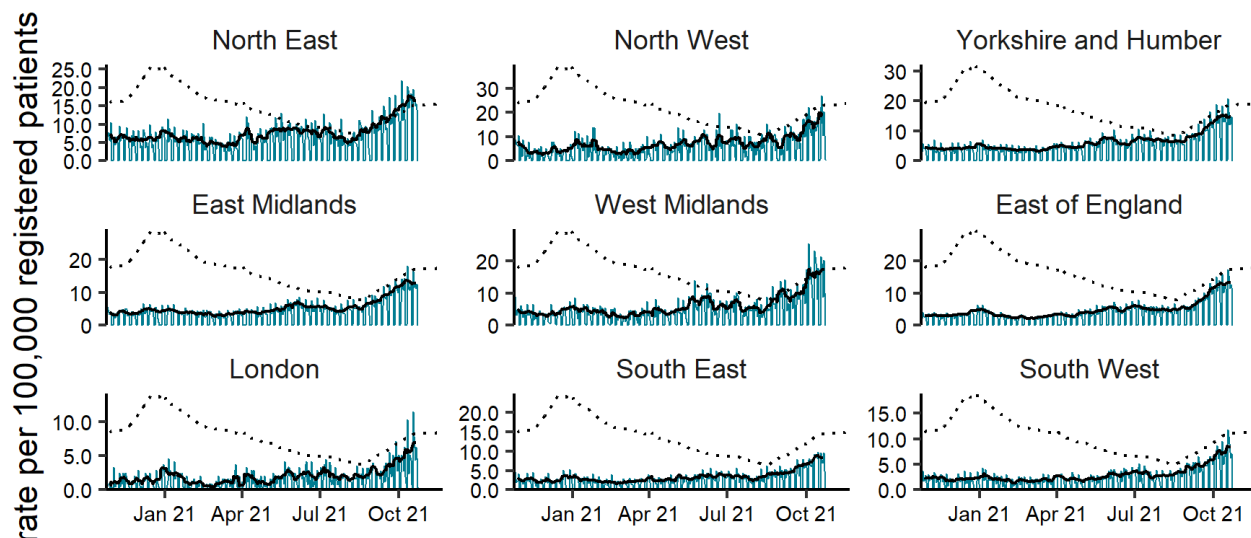 rate per 100,000 registered patients
North East
North West
Yorkshire and Humber
25.0
20.0
15.0
10.0
5.0
0.0
30
20
10
0
30
20
10
0
East Midlands
West Midlands
East of England
20
10
0
20
10
0
20
10
0
London
South East
South West
10.0
5.0
0.0
20.0
15.0
10.0
5.0
0.0
15.0
10.0
5.0
0.0
Jan 21 Apr 21 Jul 21 Oct 21
Jan 21 Apr 21 Jul 21 Oct 21
Jan 21 Apr 21 Jul 21 Oct 21